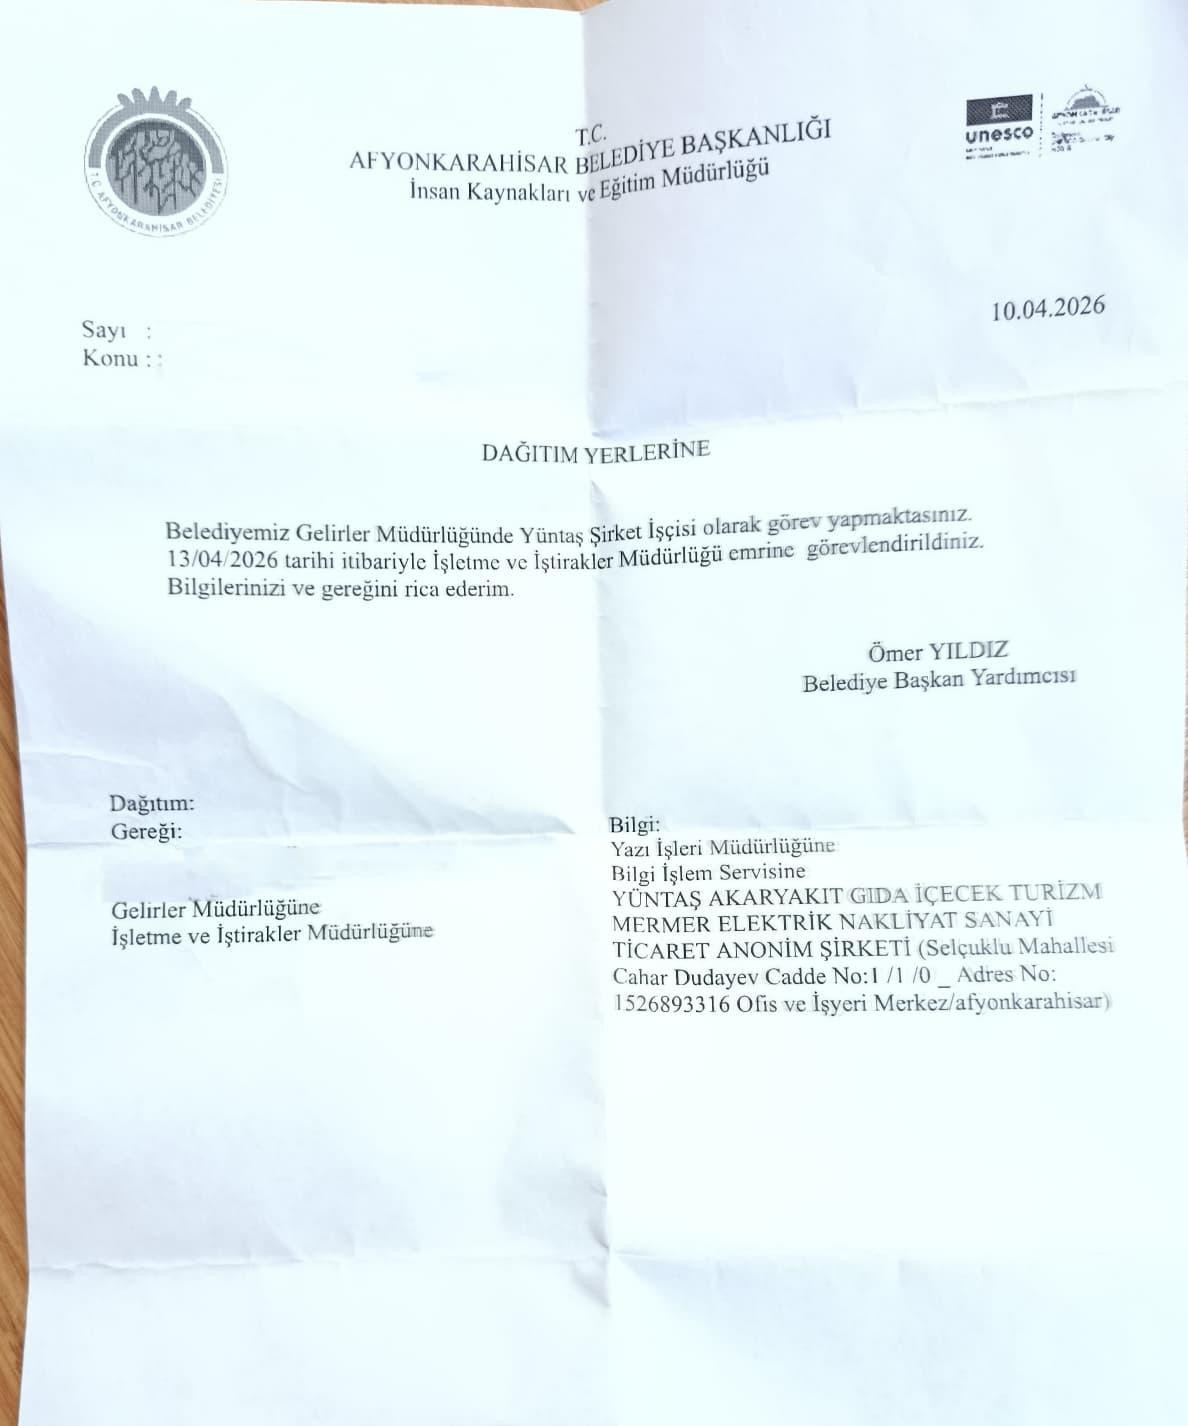 T.C.
AFYONKARAHİSAR BELEDİYE BAŞKANLIĞI
İnsan Kaynakları ve Eğitim Müdürlüğü
T.C. AFYONKARAHİSAR BELEDİYESİ
unesco
10.04.2026
Sayı :
Konu : :
DAĞITIM YERLERİNE
Belediyemiz Gelirler Müdürlüğünde Yüntaş Şirket İşçisi olarak görev yapmaktasınız.
13/04/2026 tarihi itibariyle İşletme ve İştirakler Müdürlüğü emrine görevlendirildiniz.
Bilgilerinizi ve gereğini rica ederim.
Ömer YILDIZ
Belediye Başkan Yardımcısı
Dağıtım:
Gereği:
Gelirler Müdürlüğüne
İşletme ve İştirakler Müdürlüğüne
Bilgi:
Yazı İşleri Müdürlüğüne
Bilgi İşlem Servisine
YÜNTAŞ AKARYAKIT GIDA İÇECEK TURİZM
MERMER ELEKTRİK NAKLİYAT SANAYİ
TİCARET ANONİM ŞİRKETİ (Selçuklu Mahallesi
Cahar Dudayev Cadde No:1 /1 /0 _ Adres No:
1526893316 Ofis ve İşyeri Merkez/afyonkarahisar)